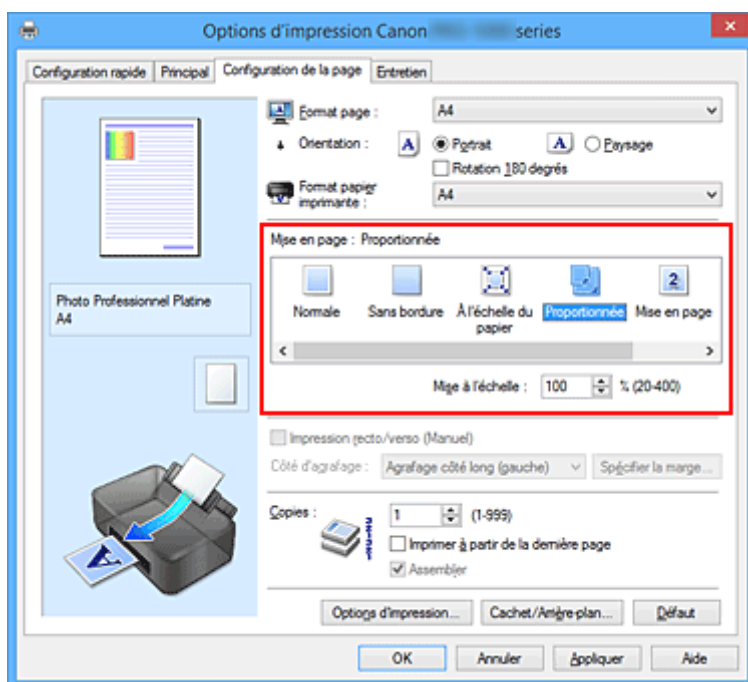 Options d'impression Canon series
Configuration rapide Principal Configuration de la page Entretien
Format page : A4
Orientation : A Portrait A Paysage
Rotation 180 degrés
Format papier imprimante : A4
Mise en page : Proportionnée
Normale Sans bordure À l'échelle du papier Proportionnée 2 Mise en page
Mise à l'échelle : 100 % (20-400)
Photo Professionnel Platine
A4
Impression recto/verso (Manuel)
Côté d'agrafage : Agrafage côté long (gauche) Spécifier la marge...
Copies : 1 (1-999)
Imprimer à partir de la dernière page
Assembler
A
Options d'impression... Cachet/Arrière-plan... Défaut
OK Annuler Appliquer Aide